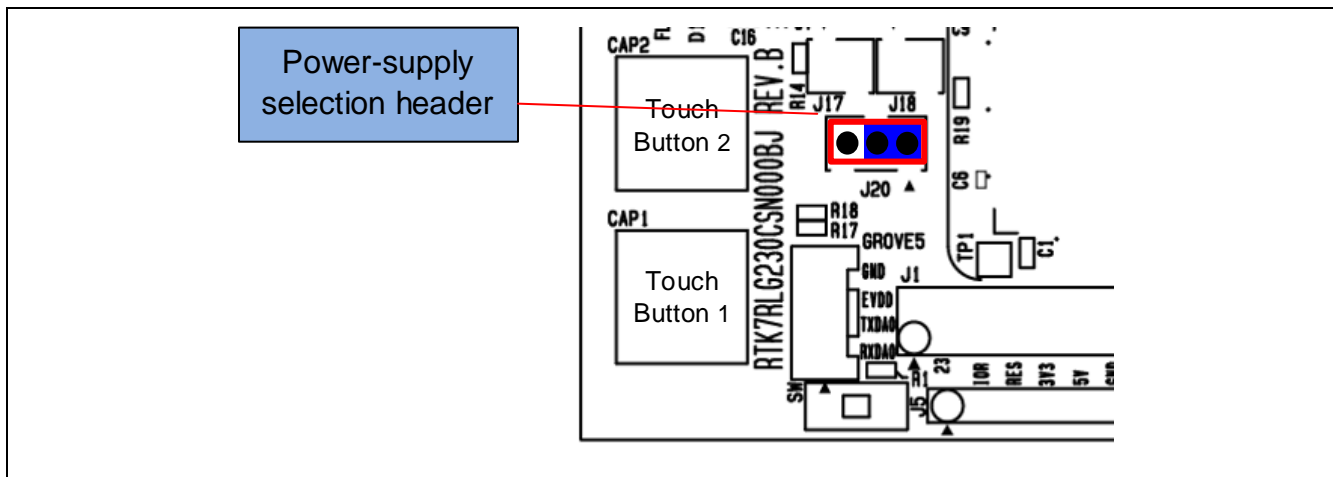 Power-supply
selection header
CAP2
C16
Touch
Button 2
CAP1
Touch
Button 1
RTK7RLG230CSN000BJ REV.B
R14
J17
J18
R19
J20
C6
R18
R17
GROVE5
GND
EVDD
TXDA0
RXDA0
J1
TP1
C1
R1
SW
J5
23
IOR
RES
3V3
5V